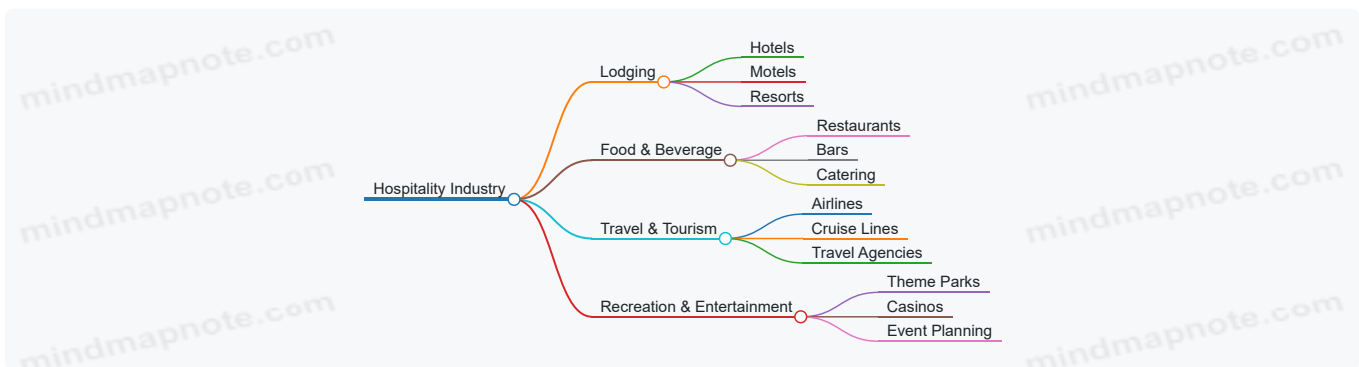 mindmapnote.com
mindmapnote.com
Hospitality Industry
Lodging
Hotels
Motels
Resorts
Food & Beverage
Restaurants
Bars
Catering
Travel & Tourism
Airlines
Cruise Lines
Travel Agencies
Recreation & Entertainment
Theme Parks
Casinos
Event Planning
mindmapnote.com
mindmapnote.com
mindmapnote.com
mindmapnote.com